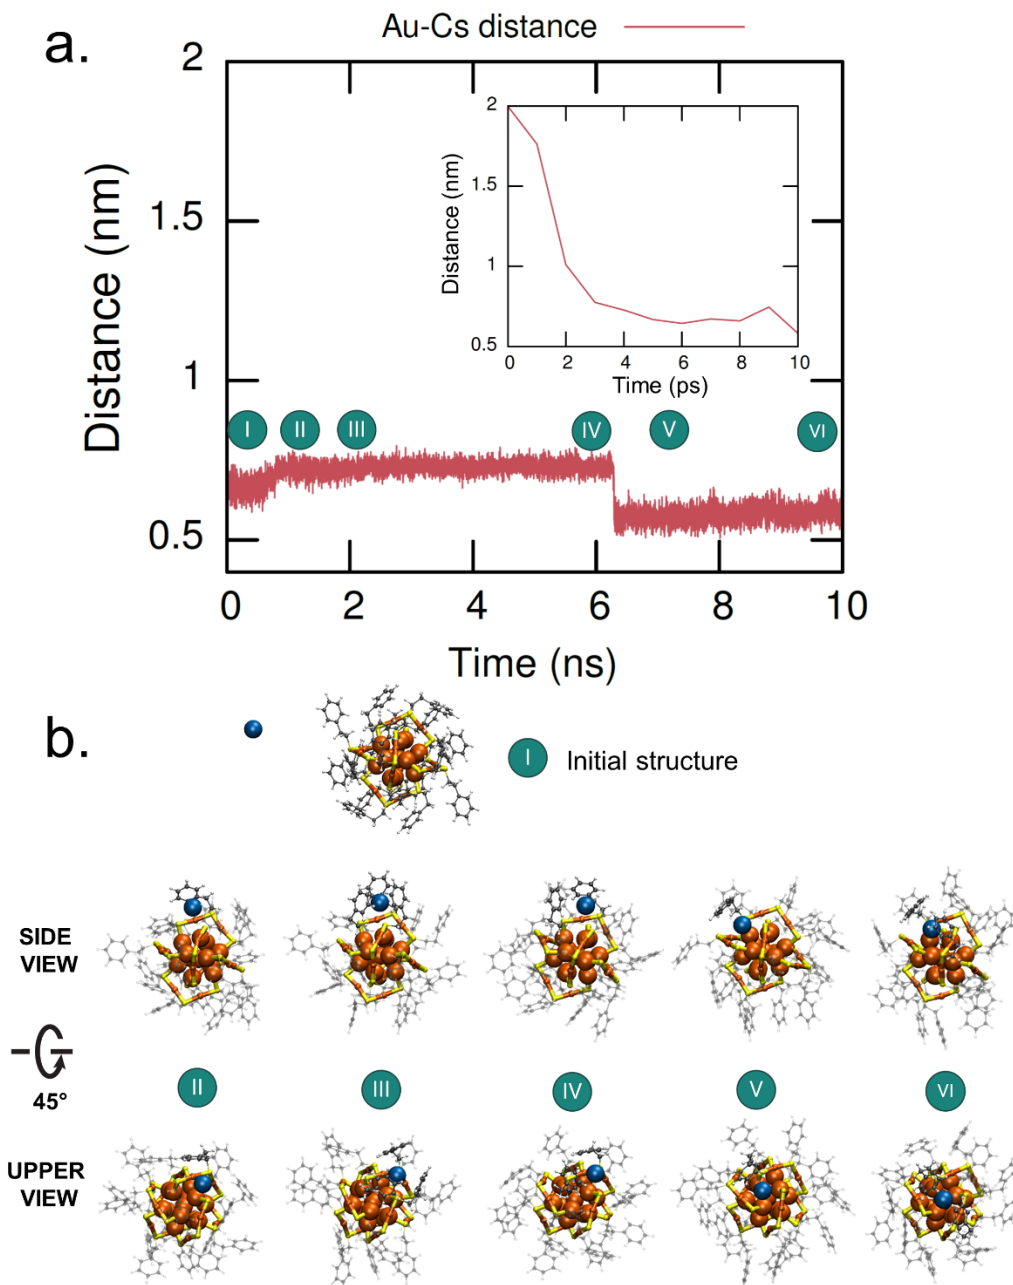 a.
Au-Cs distance
2
1.5
1
0.5
Distance (nm)
2
1.5
1
0.5
Distance (nm)
0 2 4 6 8 10
Time (ps)
I II III IV V VI
0 2 4 6 8 10
Time (ns)
b.
I Initial structure
SIDE
VIEW
45°
II III IV V VI
UPPER
VIEW